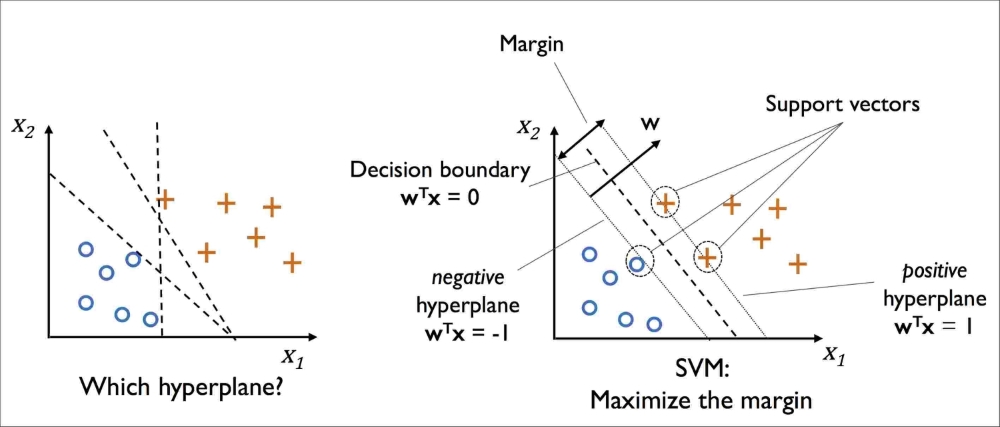 x₂
x₁
Which hyperplane?
Margin
Support vectors
x₂
w
Decision boundary
wᵀx = 0
negative
hyperplane
wᵀx = -1
positive
hyperplane
wᵀx = 1
x₁
SVM:
Maximize the margin